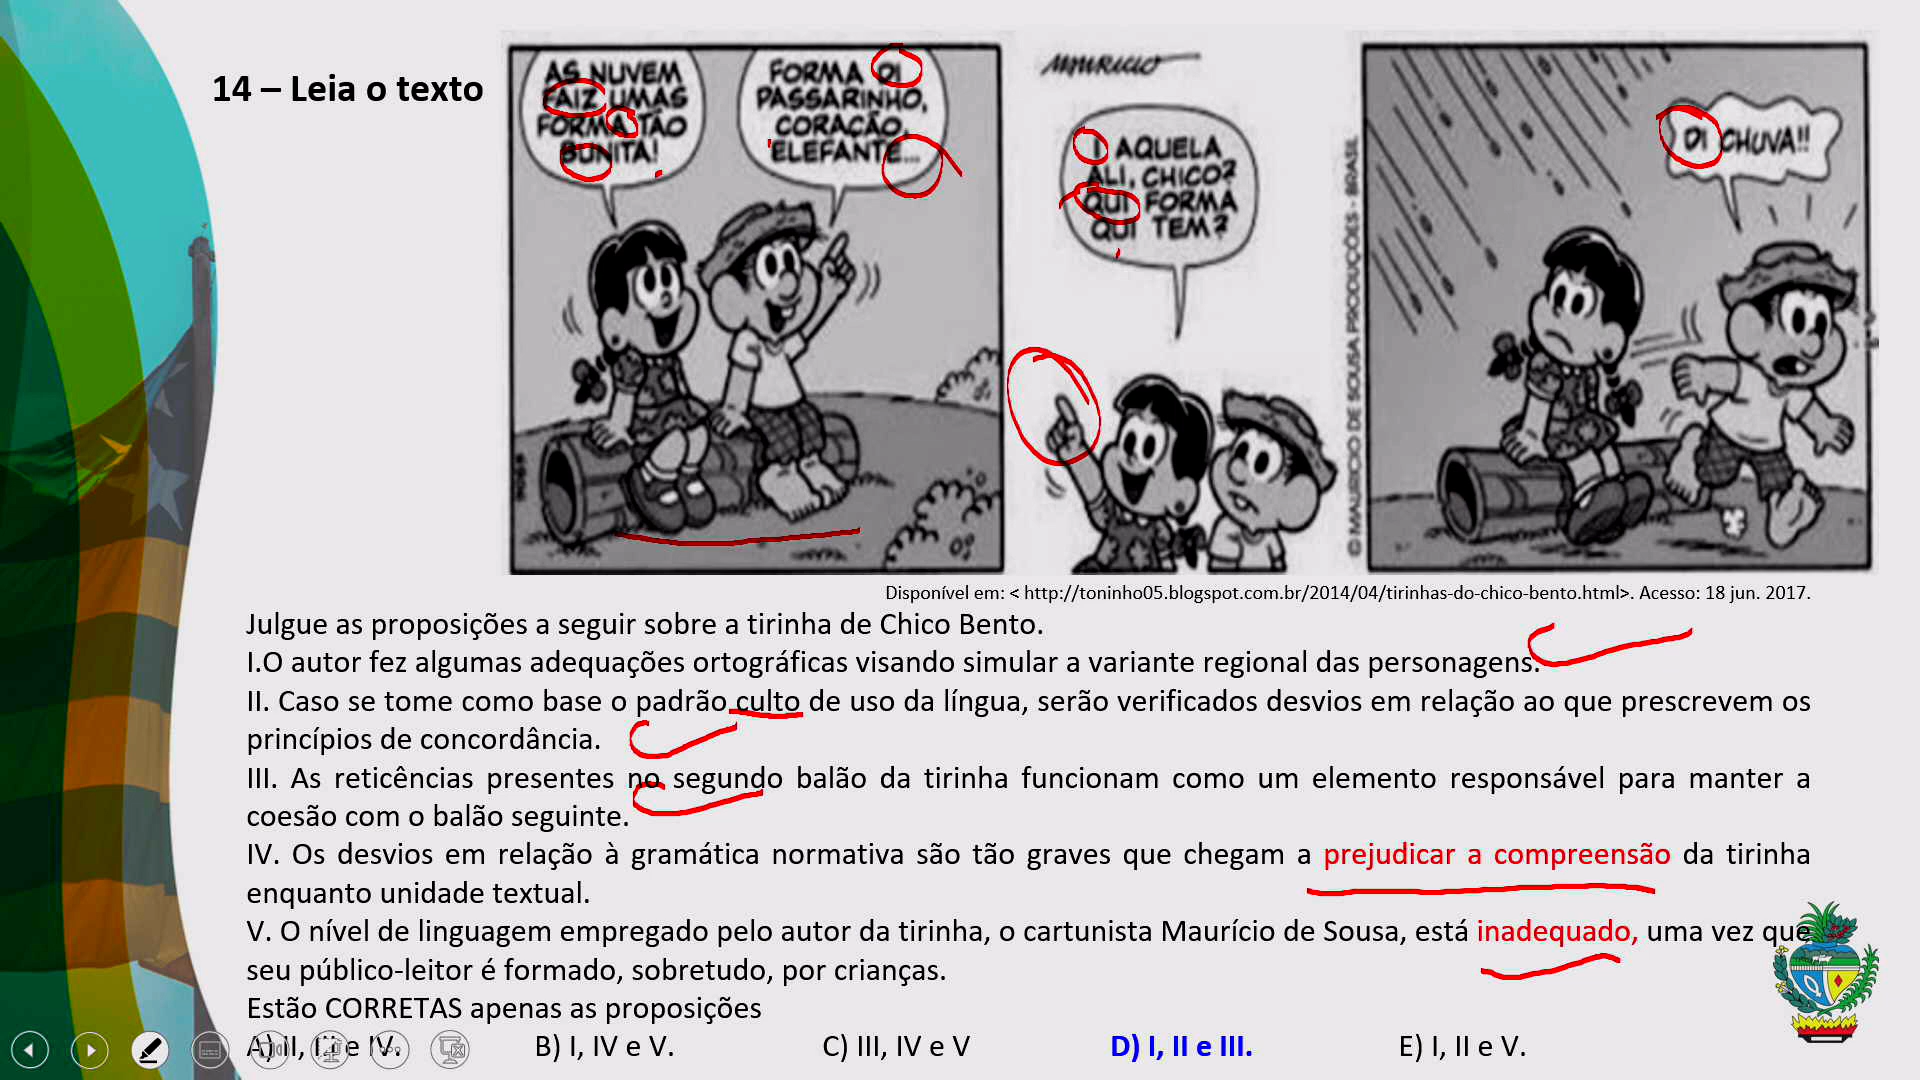 14 – Leia o texto
AS NUVEM
FAIZ UMAS
FORMA TÃO
BUNITA!
FORMA DI
PASSARINHO,
CORAÇÃO,
ELEFANTE...
MAURICIO
I AQUELA
ALI, CHICO?
QUI FORMA
QUI TEM?
© MAURICIO DE SOUSA PRODUÇÕES - BRASIL
DI CHUVA!!
Disponível em: < http://toninho05.blogspot.com.br/2014/04/tirinhas-do-chico-bento.html>. Acesso: 18 jun. 2017.
Julgue as proposições a seguir sobre a tirinha de Chico Bento.
I.O autor fez algumas adequações ortográficas visando simular a variante regional das personagens.
II. Caso se tome como base o padrão culto de uso da língua, serão verificados desvios em relação ao que prescrevem os
princípios de concordância.
III. As reticências presentes no segundo balão da tirinha funcionam como um elemento responsável para manter a
coesão com o balão seguinte.
IV. Os desvios em relação à gramática normativa são tão graves que chegam a prejudicar a compreensão da tirinha
enquanto unidade textual.
V. O nível de linguagem empregado pelo autor da tirinha, o cartunista Maurício de Sousa, está inadequado, uma vez que
seu público-leitor é formado, sobretudo, por crianças.
Estão CORRETAS apenas as proposições
A) II, III e IV. B) I, IV e V. C) III, IV e V D) I, II e III. E) I, II e V.